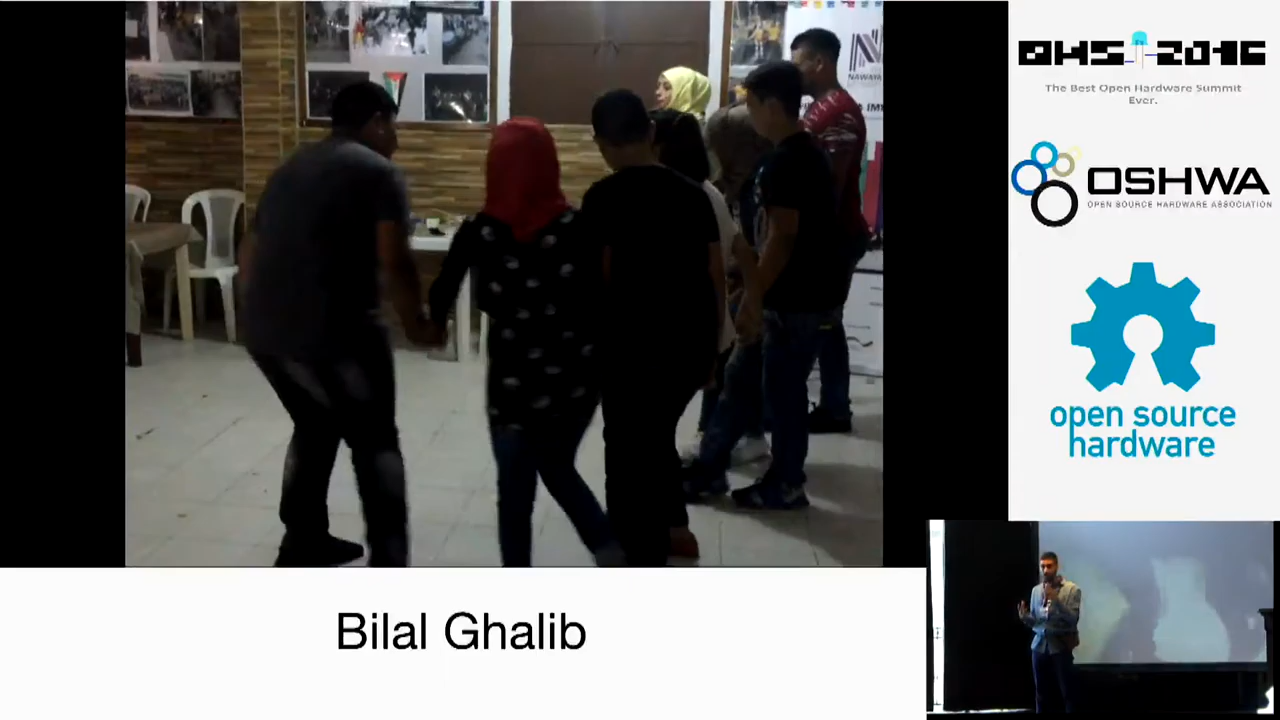 OHS 2016
The Best Open Hardware Summit
Ever.
OSHWA
OPEN SOURCE HARDWARE ASSOCIATION
open source
hardware
Bilal Ghalib